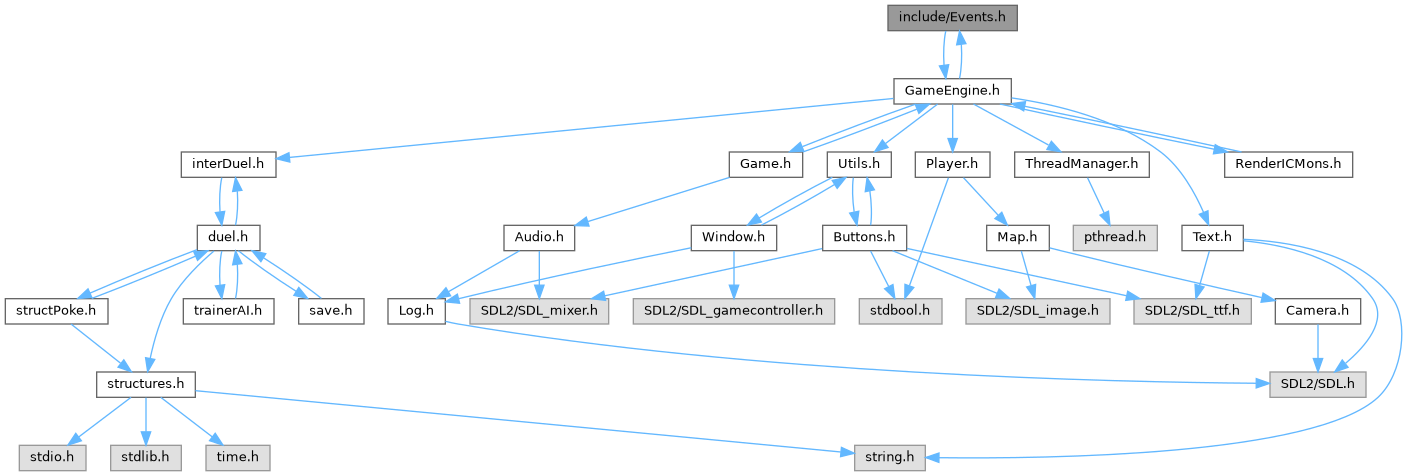 include/Events.h
GameEngine.h
interDuel.h
Game.h
Utils.h
Player.h
ThreadManager.h
RenderICMons.h
duel.h
Audio.h
Window.h
Buttons.h
Map.h
pthread.h
Text.h
structPoke.h
trainerAI.h
save.h
Log.h
SDL2/SDL_mixer.h
SDL2/SDL_gamecontroller.h
stdbool.h
SDL2/SDL_image.h
SDL2/SDL_ttf.h
Camera.h
structures.h
SDL2/SDL.h
stdio.h
stdlib.h
time.h
string.h